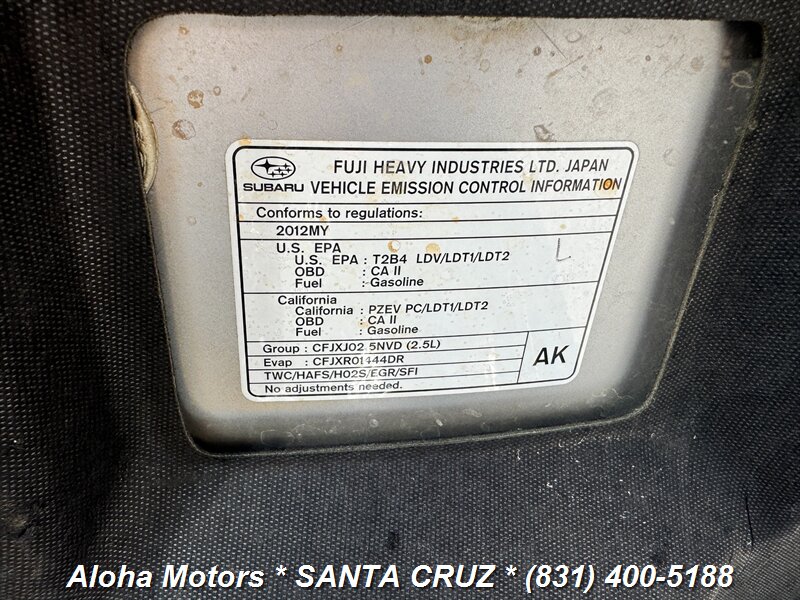 FUJI HEAVY INDUSTRIES LTD. JAPAN
SUBARU VEHICLE EMISSION CONTROL INFORMATION
Conforms to regulations:
2012MY
U.S. EPA
U.S. EPA : T2B4 LDV/LDT1/LDT2
OBD : CA II
Fuel : Gasoline
L
California
California : PZEV PC/LDT1/LDT2
OBD : CA II
Fuel : Gasoline
Group : CFJXJ02.5NVD (2.5L)
Evap : CFJXR01444DR
TWC/HAFS/HO2S/EGR/SFI
No adjustments needed.
AK
Aloha Motors * SANTA CRUZ * (831) 400-5188